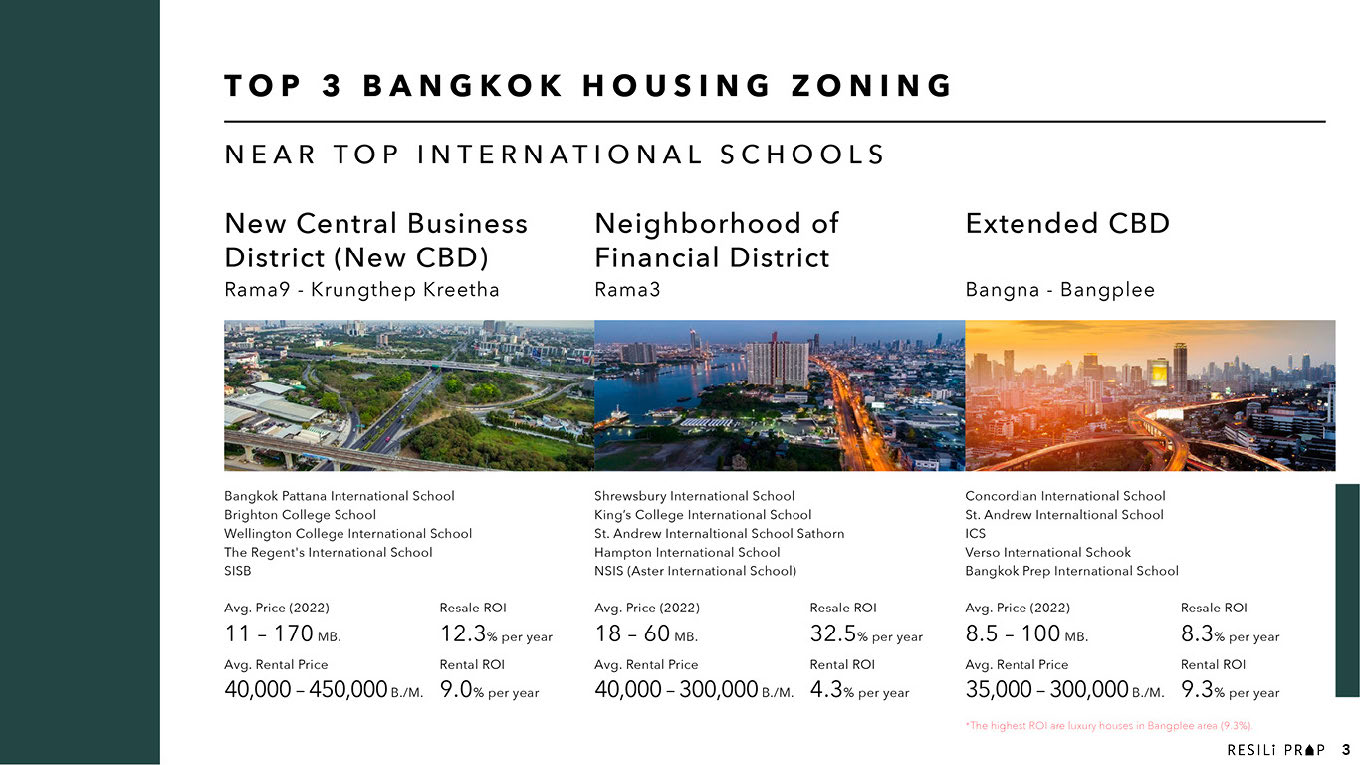 TOP 3 BANGKOK HOUSING ZONING
NEAR TOP INTERNATIONAL SCHOOLS
New Central Business
District (New CBD)
Rama9 - Krungthep Kreetha
Neighborhood of
Financial District
Rama3
Extended CBD
Bangna - Bangplee
Bangkok Pattana International School
Brighton College School
Wellington College International School
The Regent's International School
SISB
Avg. Price (2022)
11 – 170 MB.
Resale ROI
12.3% per year
Avg. Rental Price
40,000 – 450,000 B./M.
Rental ROI
9.0% per year
Shrewsbury International School
King's College International School
St. Andrew Internaltional School Sathorn
Hampton International School
NSIS (Aster International School)
Avg. Price (2022)
18 – 60 MB.
Resale ROI
32.5% per year
Avg. Rental Price
40,000 – 300,000 B./M.
Rental ROI
4.3% per year
Concordian International School
St. Andrew Internaltional School
ICS
Verso International Schook
Bangkok Prep International School
Avg. Price (2022)
8.5 – 100 MB.
Resale ROI
8.3% per year
Avg. Rental Price
35,000 – 300,000 B./M.
Rental ROI
9.3% per year
*The highest ROI are luxury houses in Bangplee area (9.3%).
RESILi PROP 3